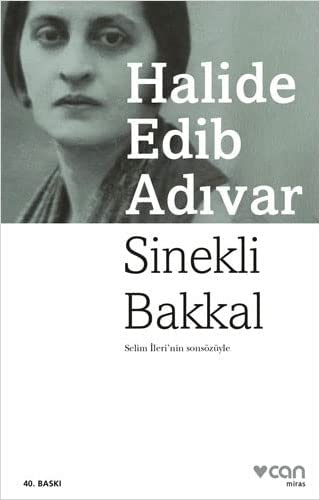 Halide
Edib
Adıvar
Sinekli
Bakkal
Selim İleri'nin sonsözüyle
can
miras
40. BASKI